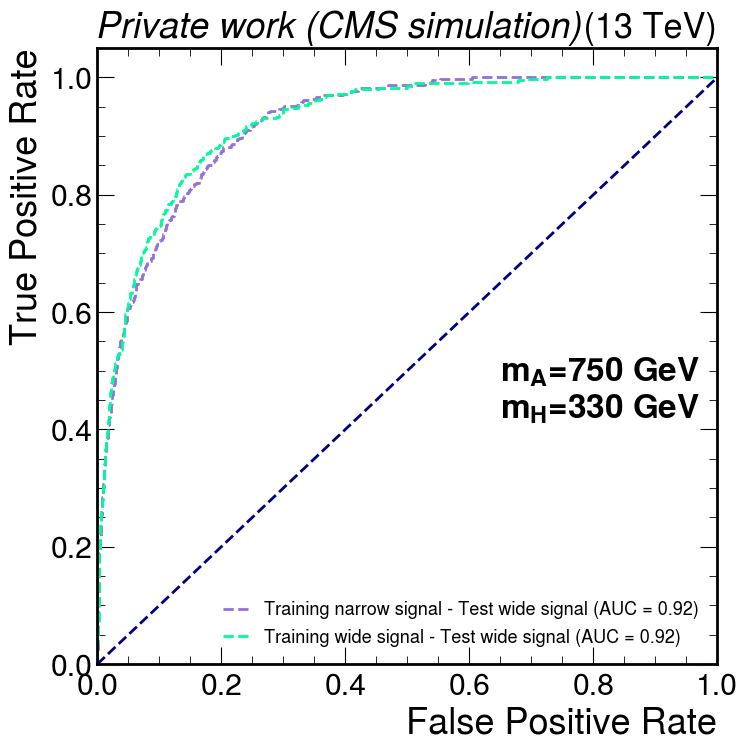 Private work (CMS simulation)(13 TeV)
True Positive Rate
1.0
0.8
0.6
0.4
0.2
0.0
mA=750 GeV
mH=330 GeV
Training narrow signal - Test wide signal (AUC = 0.92)
Training wide signal - Test wide signal (AUC = 0.92)
0.0 0.2 0.4 0.6 0.8 1.0
False Positive Rate